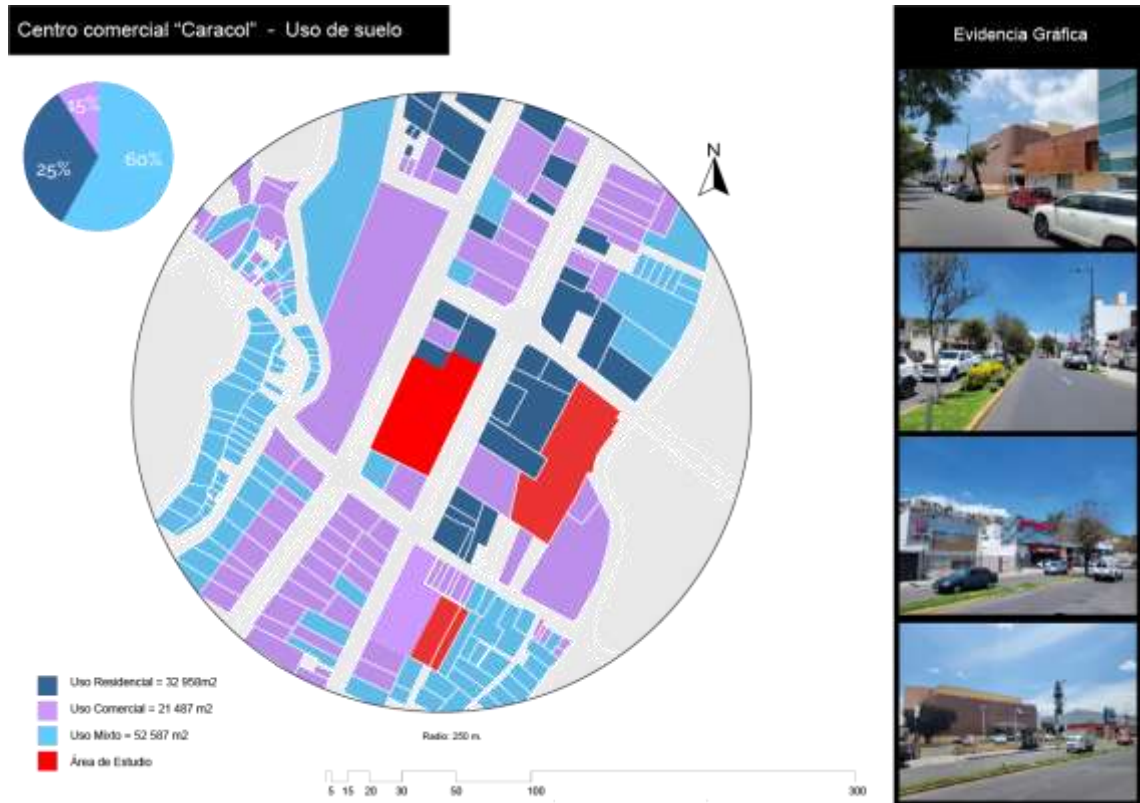 Centro comercial “Caracol” - Uso de suelo
Evidencia Gráfica
15%
25%
60%
N
Uso Residencial = 32 958m2
Uso Comercial = 21 487 m2
Uso Mixto = 52 587 m2
Área de Estudio
Radio: 250 m.
5 15 20 30 50 100 300